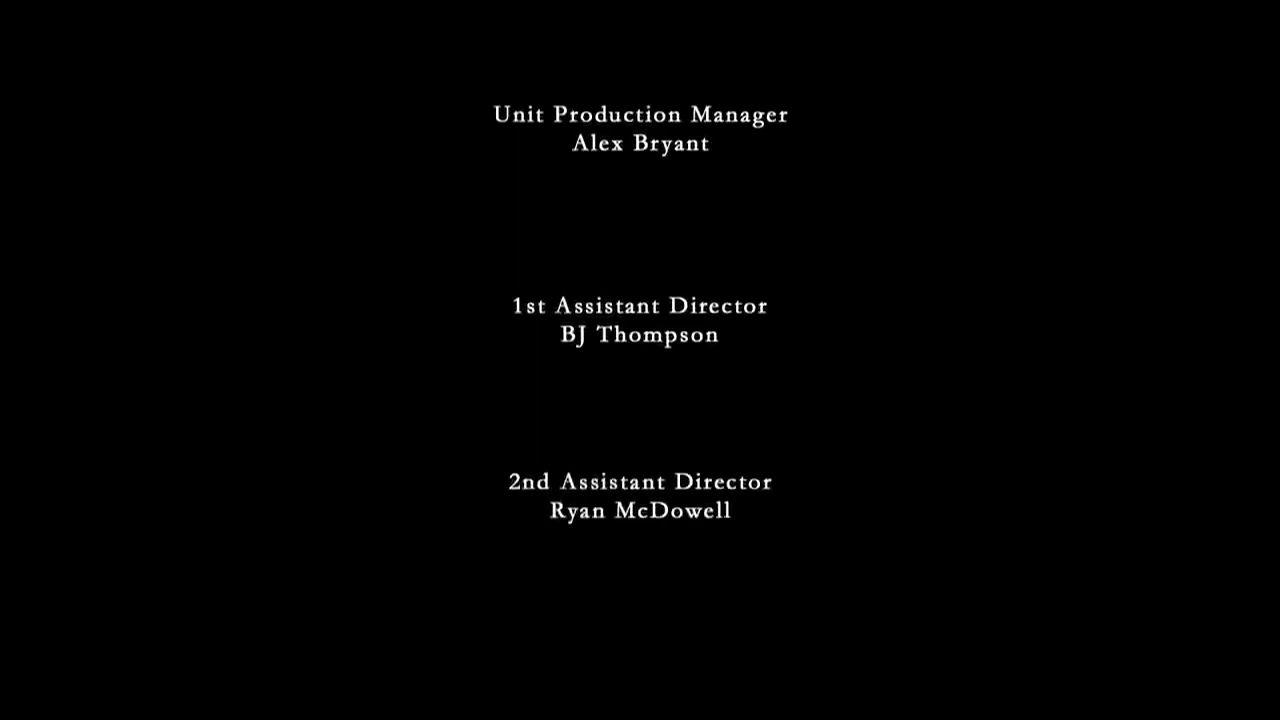 Unit Production Manager
Alex Bryant
1st Assistant Director
BJ Thompson
2nd Assistant Director
Ryan McDowell